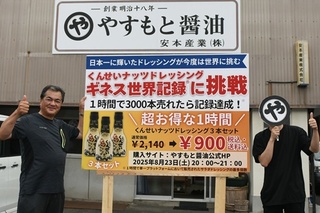 創業明治十八年
や やすもと醤油
安本産業(株)
日本一に輝いたドレッシングが今度は世界に挑む
くんせいナッツドレッシング
ギネス世界記録に挑戦
1時間で3000本売れたら記録達成!
超お得な1時間
くんせいナッツドレッシング3本セット
通常価格
¥2,140
¥900
税込と
送料込
3本セット
購入サイト:やすもと醤油公式HP
2025年8月23日(土)20:00~21:00
や